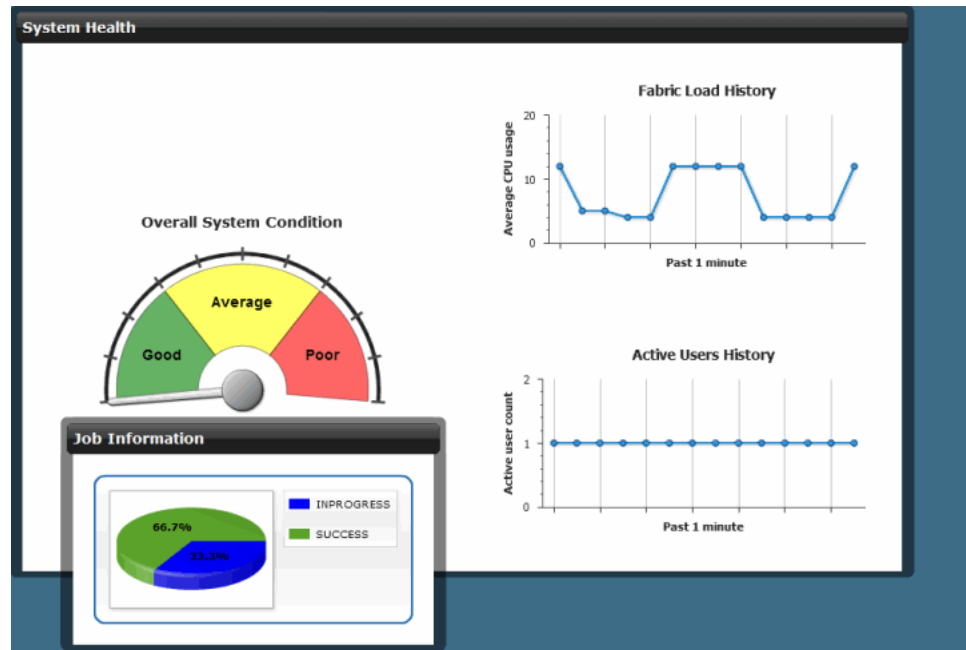 System Health
Fabric Load History
20
10
0
Average CPU usage
Past 1 minute
Overall System Condition
Good
Average
Poor
Active Users History
2
1
0
Active user count
Past 1 minute
Job Information
66.7%
33.3%
INPROGRESS
SUCCESS